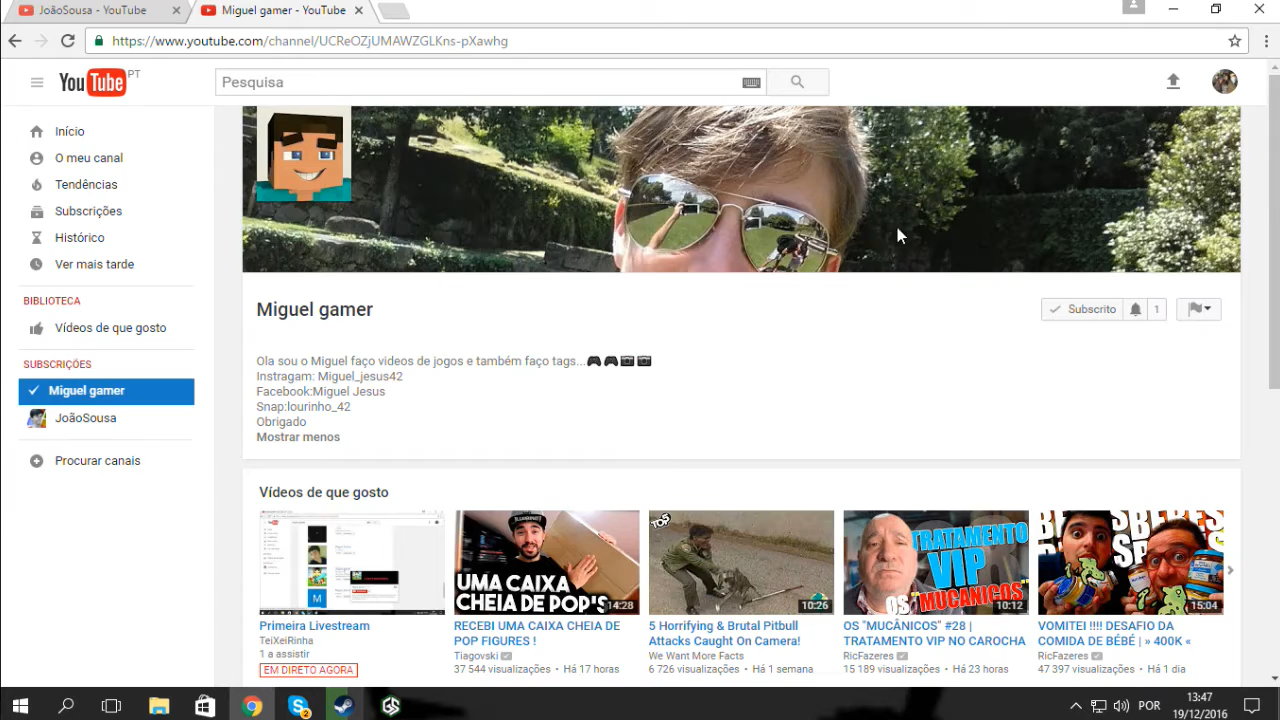 JoãoSousa - YouTube
Miguel gamer - YouTube
https://www.youtube.com/channel/UCReOZjUMAWZGLKns-pXawhg
YouTube PT
Pesquisa
Início
O meu canal
Tendências
Subscrições
Histórico
Ver mais tarde
BIBLIOTECA
Vídeos de que gosto
SUBSCRIÇÕES
Miguel gamer
JoãoSousa
Procurar canais
Miguel gamer
Subscrito 1
Ola sou o Miguel faço videos de jogos e também faço tags...🎮🎮📷📷
Instragam: Miguel_jesus42
Facebook:Miguel Jesus
Snap:lourinho_42
Obrigado
Mostrar menos
Vídeos de que gosto
M
Primeira Livestream
TeiXeiRinha
1 a assistir
EM DIRETO AGORA
UMA CAIXA
CHEIA DE POP'S
14:28
RECEBI UMA CAIXA CHEIA DE
POP FIGURES !
Tiagovski
37 544 visualizações • Há 17 horas
TOP5
10:26
5 Horrifying & Brutal Pitbull
Attacks Caught On Camera!
We Want More Facts
6 726 visualizações • Há 1 semana
TRATAMENTO
VIP
OS "MUCANICOS"
10:12
OS "MUCÂNICOS" #28 |
TRATAMENTO VIP NO CAROCHA
RicFazeres
15 189 visualizações • Há 23 horas
15:04
VOMITEI !!!! DESAFIO DA
COMIDA DE BÉBÉ | » 400K «
RicFazeres
47 397 visualizações • Há 1 dia
2
POR
13:47
19/12/2016